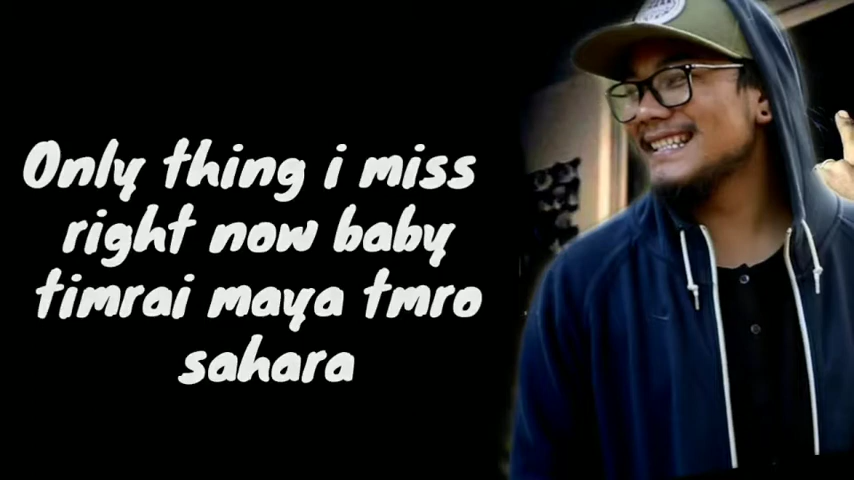 Only thing i miss
right now baby
timrai maya tmro
sahara